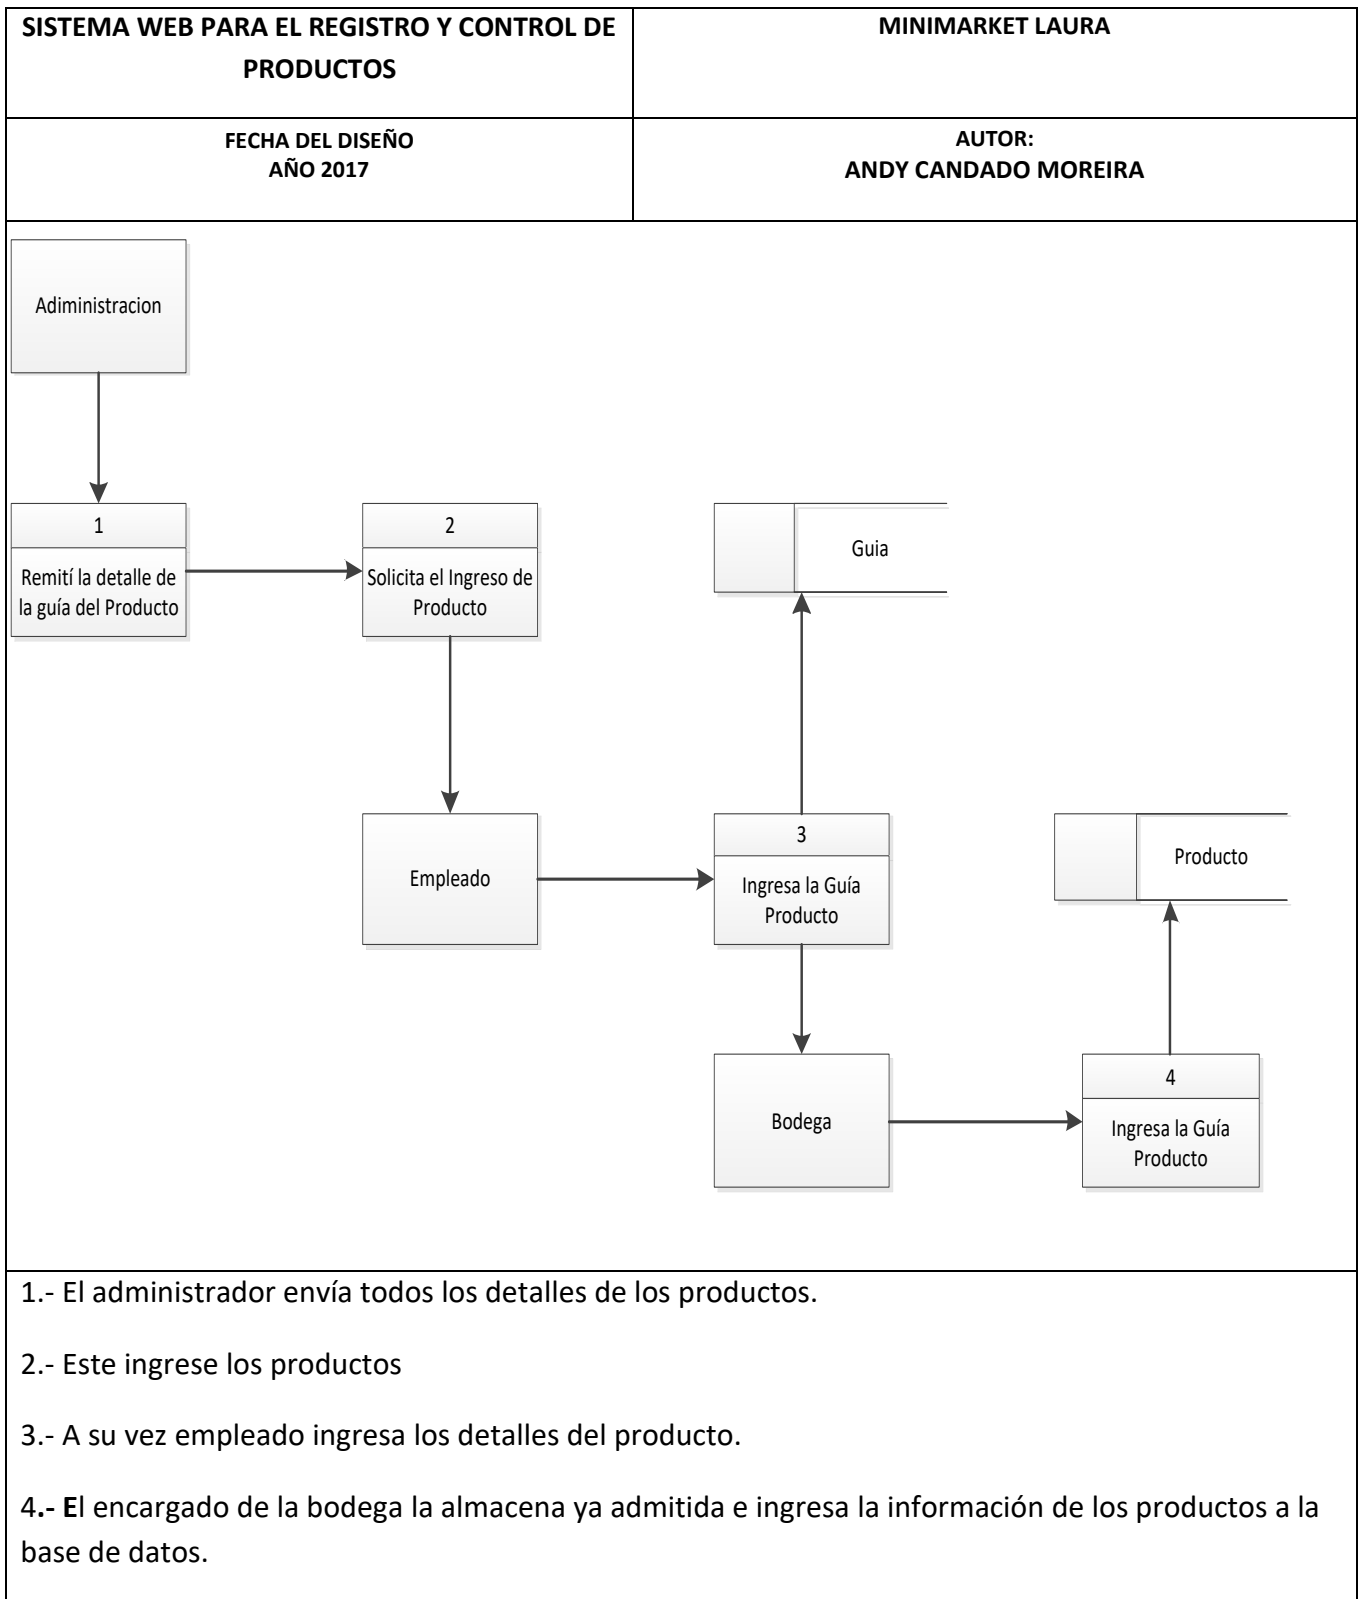 SISTEMA WEB PARA EL REGISTRO Y CONTROL DE
PRODUCTOS
MINIMARKET LAURA
FECHA DEL DISEÑO
AÑO 2017
AUTOR:
ANDY CANDADO MOREIRA
Adiministracion
1
Remití la detalle de
la guía del Producto
2
Solicita el Ingreso de
Producto
Guia
Empleado
3
Ingresa la Guía
Producto
Producto
Bodega
4
Ingresa la Guía
Producto
1.- El administrador envía todos los detalles de los productos.
2.- Este ingrese los productos
3.- A su vez empleado ingresa los detalles del producto.
4.- El encargado de la bodega la almacena ya admitida e ingresa la información de los productos a la
base de datos.